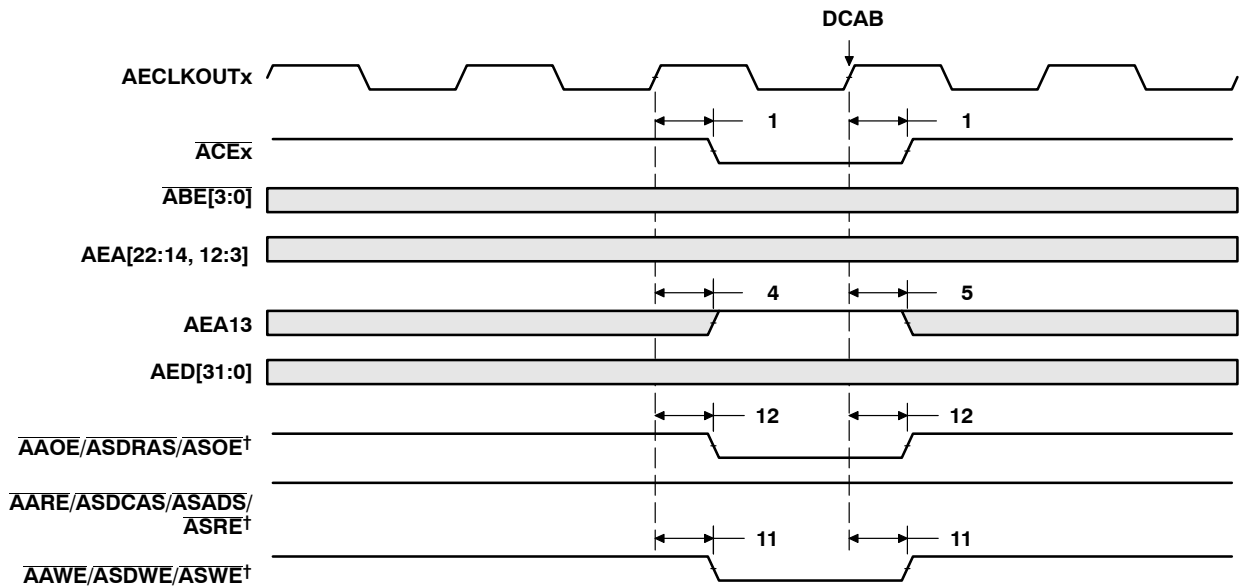 DCAB
AECLKOUTx
1 1
ACEx
ABE[3:0]
AEA[22:14, 12:3]
4 5
AEA13
AED[31:0]
12 12
AAOE/ASDRAS/ASOE†
AARE/ASDCAS/ASADS/
ASRE†
11 11
AAWE/ASDWE/ASWE†